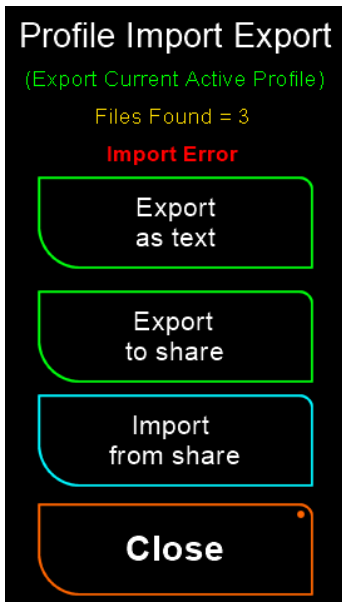 Profile Import Export
(Export Current Active Profile)
Files Found = 3
Import Error
Export
as text
Export
to share
Import
from share
Close